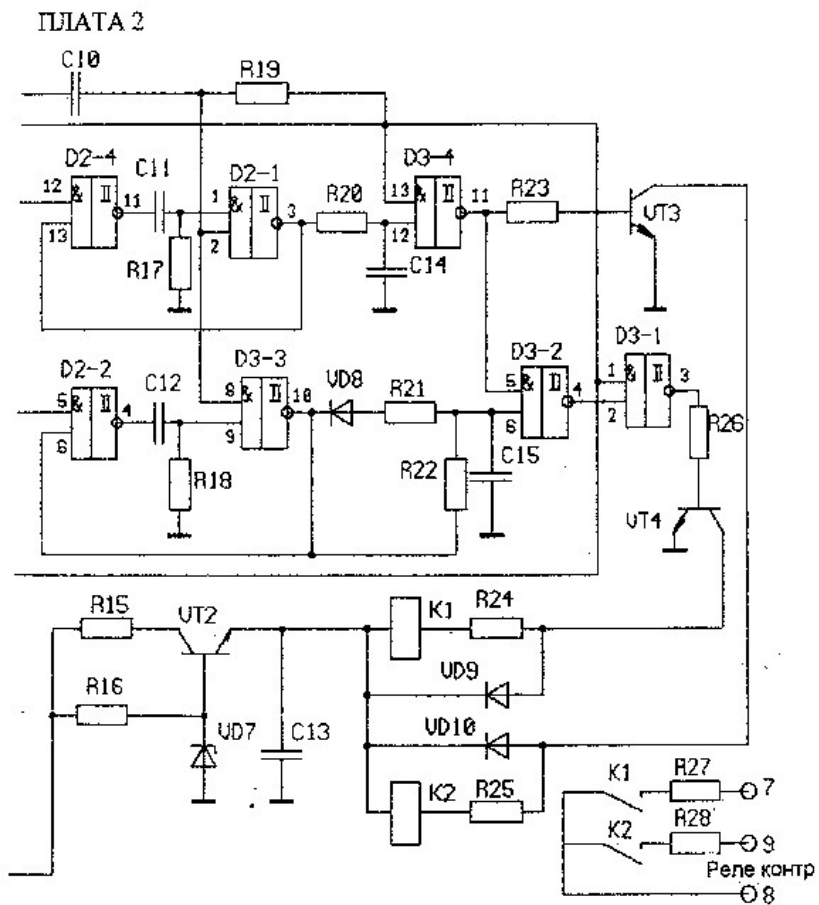 ПЛАТА 2
C10
R19
D2-4
C11
D2-1
D3-4
12
13
&
11
1
2
&
3
R20
13
12
&
11
R23
VT3
R17
C14
D2-2
C12
D3-3
D3-2
D3-1
5
6
&
4
8
9
&
10
VD8
R21
5
6
&
4
1
2
&
3
R18
R22
C15
R26
VT4
R15
VT2
K1
R24
R16
VD9
VD7
C13
VD10
K2
R25
K1
R27
7
K2
R28
9
Реле контр
8